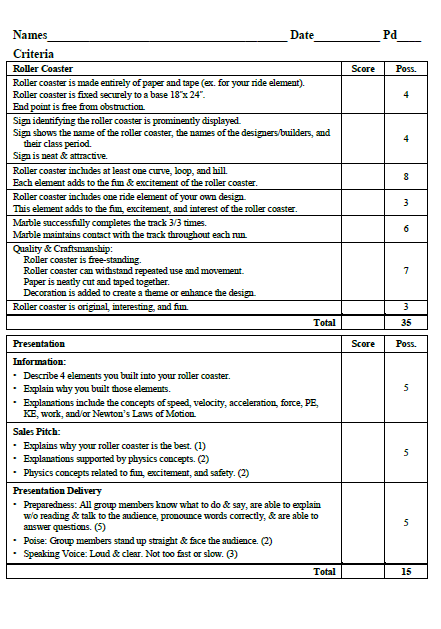 Names________________________________ Date___________ Pd____
Criteria
Roller Coaster Score Poss.
Roller coaster is made entirely of paper and tape (ex. for your ride element).
Roller coaster is fixed securely to a base 18"x 24".
End point is free from obstruction.
4
Sign identifying the roller coaster is prominently displayed.
Sign shows the name of the roller coaster, the names of the designers/builders, and
their class period.
Sign is neat & attractive.
4
Roller coaster includes at least one curve, loop, and hill.
Each element adds to the fun & excitement of the roller coaster.
8
Roller coaster includes one ride element of your own design.
This element adds to the fun, excitement, and interest of the roller coaster.
3
Marble successfully completes the track 3/3 times.
Marble maintains contact with the track throughout each run.
6
Quality & Craftsmanship:
Roller coaster is free-standing.
Roller coaster can withstand repeated use and movement.
Paper is neatly cut and taped together.
Decoration is added to create a theme or enhance the design.
7
Roller coaster is original, interesting, and fun. 3
Total 35
Presentation Score Poss.
Information:
• Describe 4 elements you built into your roller coaster.
• Explain why you built those elements.
• Explanations include the concepts of speed, velocity, acceleration, force, PE,
KE, work, and/or Newton's Laws of Motion.
5
Sales Pitch:
• Explains why your roller coaster is the best. (1)
• Explanations supported by physics concepts. (2)
• Physics concepts related to fun, excitement, and safety. (2)
5
Presentation Delivery
• Preparedness: All group members know what to do & say, are able to explain
w/o reading & talk to the audience, pronounce words correctly, & are able to
answer questions. (5)
• Poise: Group members stand up straight & face the audience. (2)
• Speaking Voice: Loud & clear. Not too fast or slow. (3)
5
Total 15